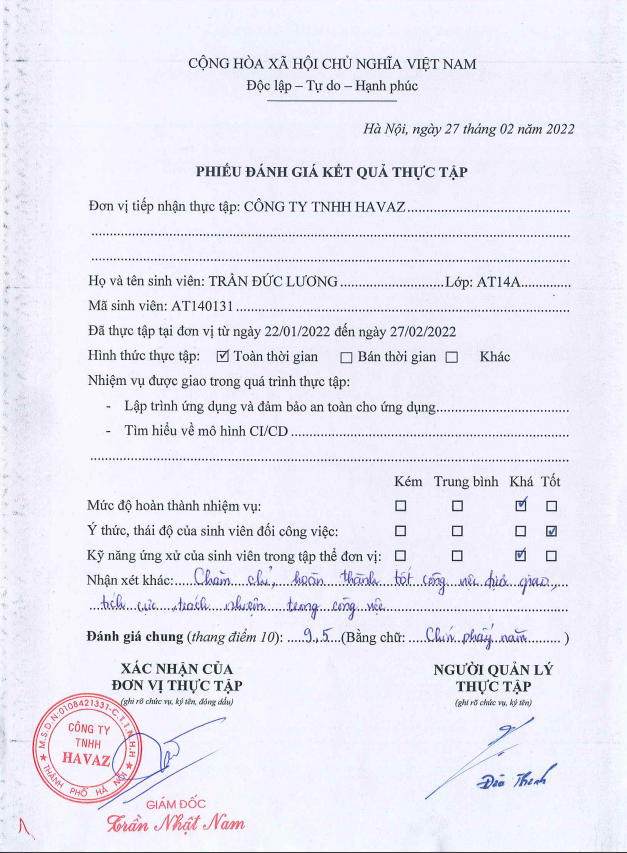 CỘNG HÒA XÃ HỘI CHỦ NGHĨA VIỆT NAM
Độc lập – Tự do – Hạnh phúc
Hà Nội, ngày 27 tháng 02 năm 2022
PHIẾU ĐÁNH GIÁ KẾT QUẢ THỰC TẬP
Đơn vị tiếp nhận thực tập: CÔNG TY TNHH HAVAZ
Họ và tên sinh viên: TRẦN ĐỨC LƯƠNG Lớp: AT14A
Mã sinh viên: AT140131
Đã thực tập tại đơn vị từ ngày 22/01/2022 đến ngày 27/02/2022
Hình thức thực tập: ☑ Toàn thời gian ☐ Bán thời gian ☐ Khác
Nhiệm vụ được giao trong quá trình thực tập:
- Lập trình ứng dụng và đảm bảo an toàn cho ứng dụng
- Tìm hiểu về mô hình CI/CD
Kém Trung bình Khá Tốt
Mức độ hoàn thành nhiệm vụ: ☐ ☐ ☑ ☐
Ý thức, thái độ của sinh viên đối công việc: ☐ ☐ ☐ ☑
Kỹ năng ứng xử của sinh viên trong tập thể đơn vị: ☐ ☐ ☑ ☐
Nhận xét khác: Chăm chỉ, hoàn thành tốt công việc được giao,
tích cực, trách nhiệm trong công việc
Đánh giá chung (thang điểm 10): 9,5 (Bằng chữ: Chín phẩy năm )
XÁC NHẬN CỦA
ĐƠN VỊ THỰC TẬP
(ghi rõ chức vụ, ký tên, đóng dấu)
NGƯỜI QUẢN LÝ
THỰC TẬP
(ghi rõ chức vụ, ký tên)
M.S.D.N:0108421331-C.T.T.N.H.H
CÔNG TY
TNHH
HAVAZ
THÀNH PHỐ HÀ NỘI
GIÁM ĐỐC
Trần Nhật Nam